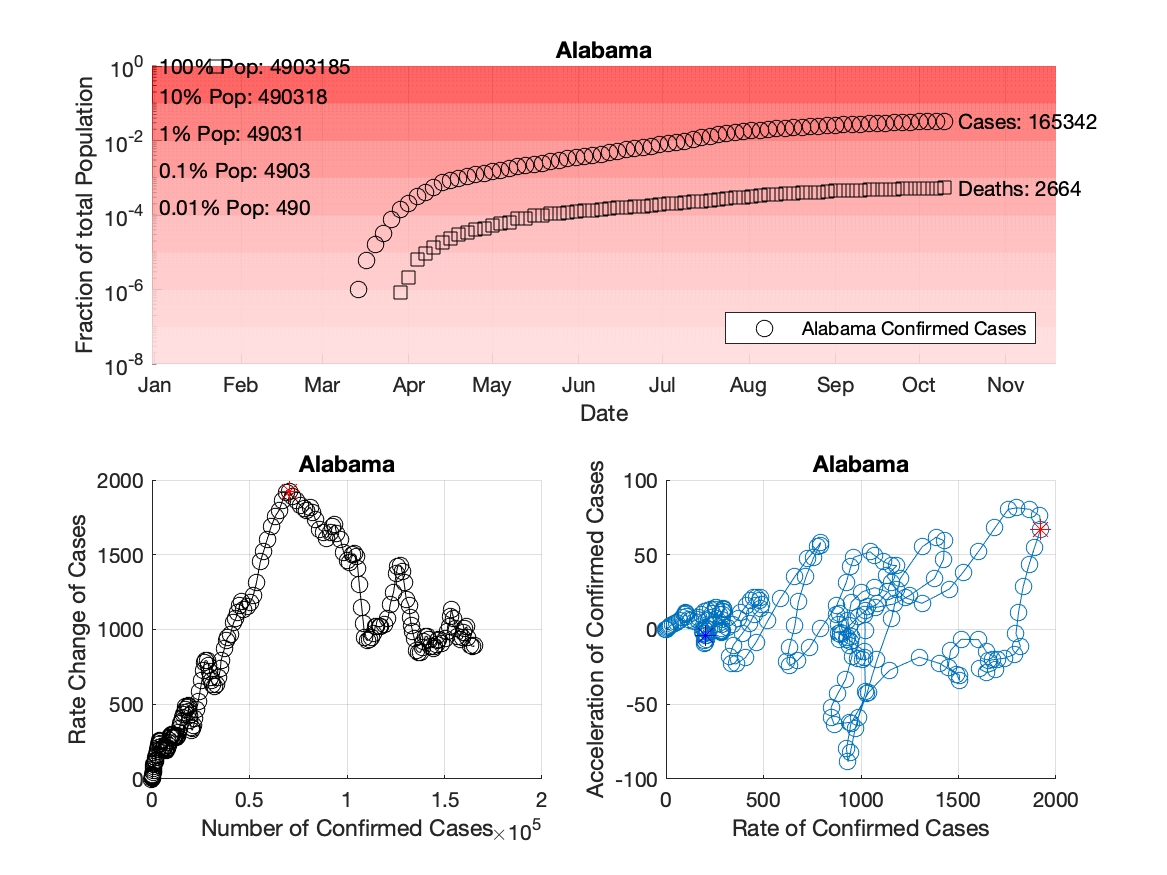 Alabama
Fraction of total Population
10^0
10^-2
10^-4
10^-6
10^-8
100% Pop: 4903185
10% Pop: 490318
1% Pop: 49031
0.1% Pop: 4903
0.01% Pop: 490
Cases: 165342
Deaths: 2664
Alabama Confirmed Cases
Jan Feb Mar Apr May Jun Jul Aug Sep Oct Nov
Date
Alabama
Rate Change of Cases
2000
1500
1000
500
0
0 0.5 1 1.5 2
Number of Confirmed Cases ×10^5
Alabama
Acceleration of Confirmed Cases
100
50
0
-50
-100
0 500 1000 1500 2000
Rate of Confirmed Cases